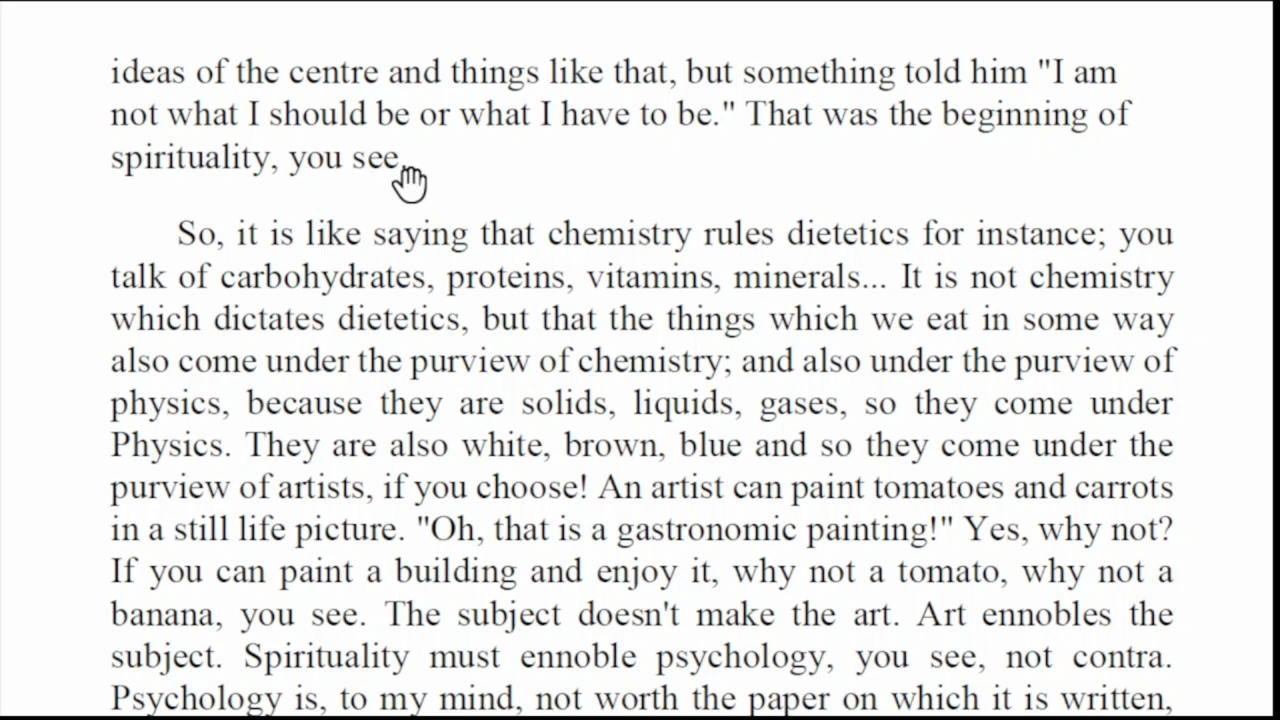 ideas of the centre and things like that, but something told him "I am
not what I should be or what I have to be." That was the beginning of
spirituality, you see.
So, it is like saying that chemistry rules dietetics for instance; you
talk of carbohydrates, proteins, vitamins, minerals... It is not chemistry
which dictates dietetics, but that the things which we eat in some way
also come under the purview of chemistry; and also under the purview of
physics, because they are solids, liquids, gases, so they come under
Physics. They are also white, brown, blue and so they come under the
purview of artists, if you choose! An artist can paint tomatoes and carrots
in a still life picture. "Oh, that is a gastronomic painting!" Yes, why not?
If you can paint a building and enjoy it, why not a tomato, why not a
banana, you see. The subject doesn't make the art. Art ennobles the
subject. Spirituality must ennoble psychology, you see, not contra.
Psychology is, to my mind, not worth the paper on which it is written,